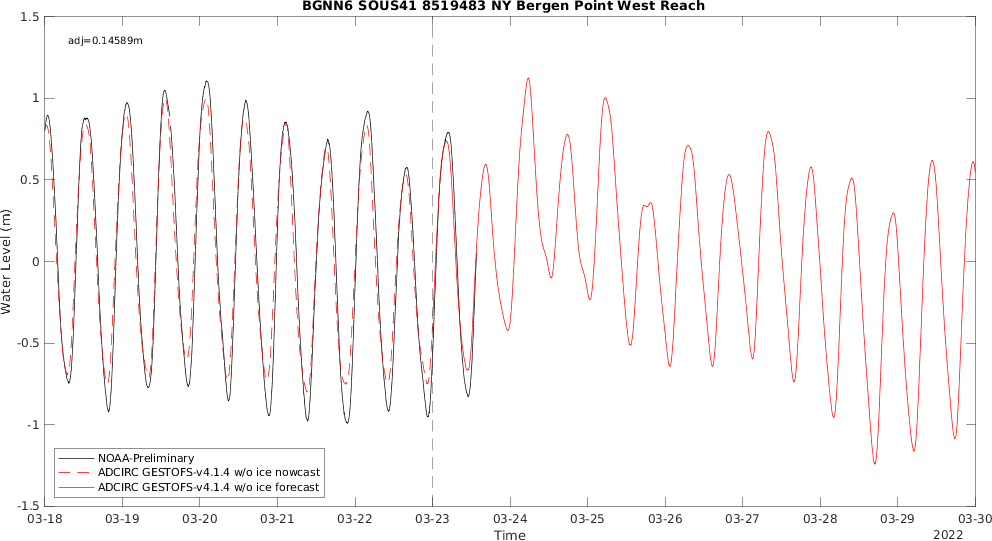 BGNN6 SOUS41 8519483 NY Bergen Point West Reach
adj=0.14589m
Water Level (m)
1.5
1
0.5
0
-0.5
-1
-1.5
NOAA-Preliminary
ADCIRC GESTOFS-v4.1.4 w/o ice nowcast
ADCIRC GESTOFS-v4.1.4 w/o ice forecast
03-18 03-19 03-20 03-21 03-22 03-23 03-24 03-25 03-26 03-27 03-28 03-29 03-30
Time
2022